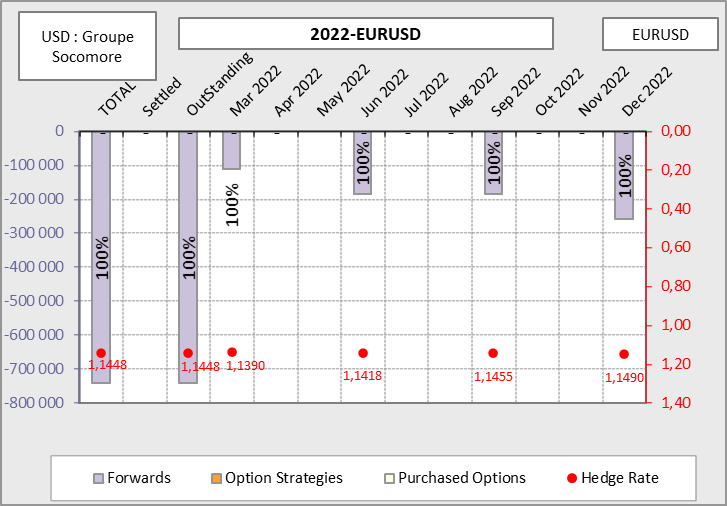 USD : Groupe
Socomore
2022-EURUSD
EURUSD
TOTAL
Settled
OutStanding
Mar 2022
Apr 2022
May 2022
Jun 2022
Jul 2022
Aug 2022
Sep 2022
Oct 2022
Nov 2022
Dec 2022
0
-100 000
-200 000
-300 000
-400 000
-500 000
-600 000
-700 000
-800 000
0,00
0,20
0,40
0,60
0,80
1,00
1,20
1,40
100%
100%
100%
100%
100%
100%
1,1448
1,1448
1,1390
1,1418
1,1455
1,1490
Forwards
Option Strategies
Purchased Options
Hedge Rate